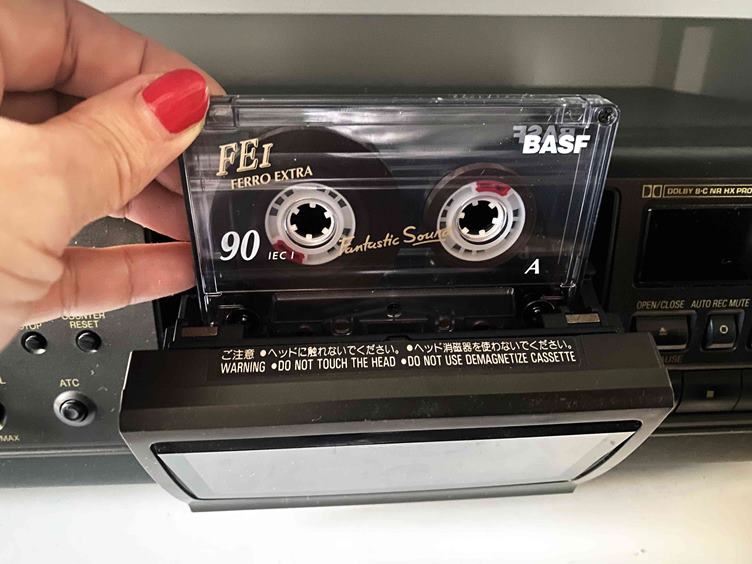 FEI
FERRO EXTRA
BASF
BASF
90 IEC I
Fantastic Sound
A
DOLBY B-C NR HX PRO
OPEN/CLOSE AUTO REC MUTE
STOP
COUNTER
RESET
ATC
MAX
ご注意 ●ヘッドに触れないでください。 ●ヘッド消磁器を使わないでください。
WARNING ●DO NOT TOUCH THE HEAD ●DO NOT USE DEMAGNETIZE CASSETTE